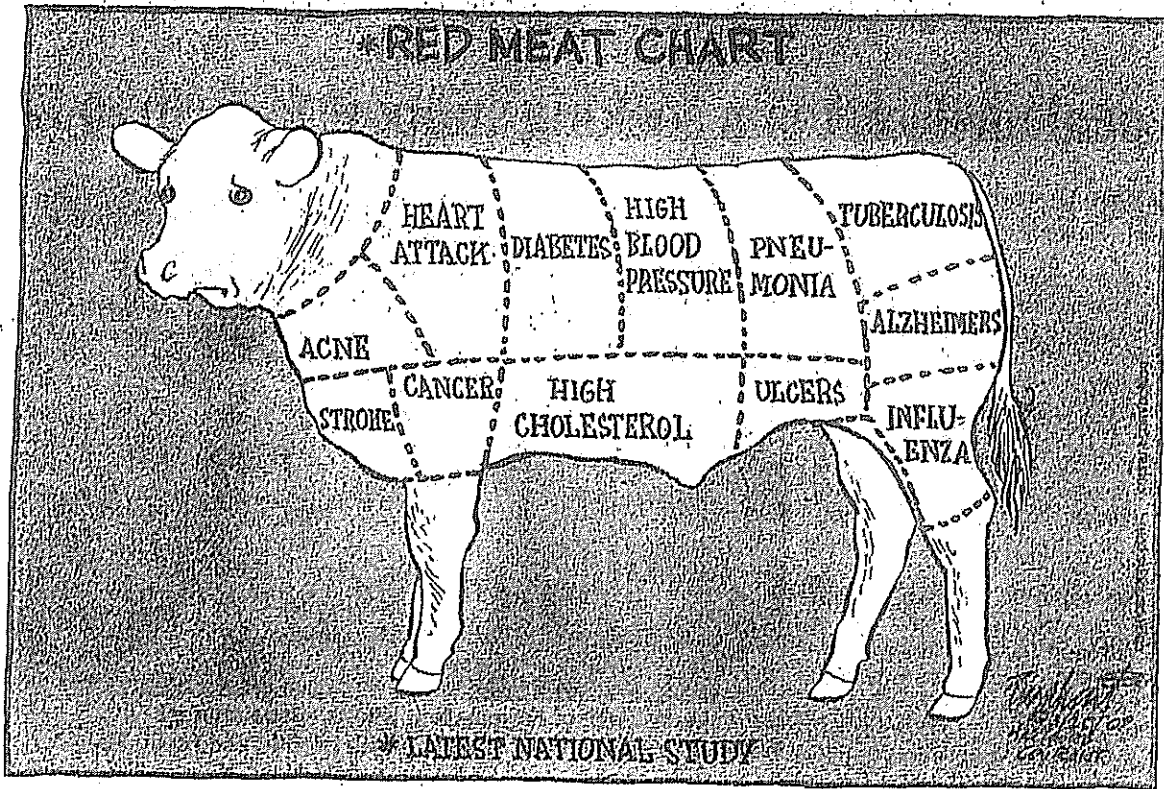 *RED MEAT CHART
HEART
ATTACK
DIABETES
HIGH
BLOOD
PRESSURE
PNEU-
MONIA
TUBERCULOSIS
ALZHEIMERS
ACNE
CANCER
STROKE
HIGH
CHOLESTEROL
ULCERS
INFLU-
ENZA
* LATEST NATIONAL STUDY